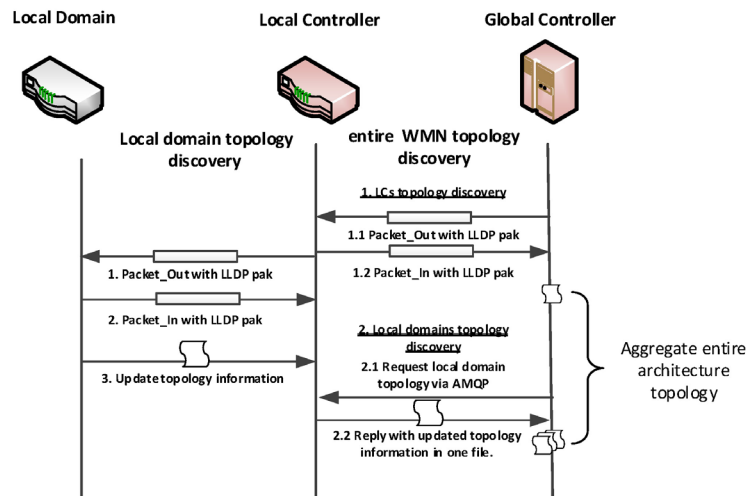 Local Domain
Local Controller
Global Controller
Local domain topology
discovery
entire WMN topology
discovery
1. LCs topology discovery
1.1 Packet_Out with LLDP pak
1. Packet_Out with LLDP pak
1.2 Packet_In with LLDP pak
2. Packet_In with LLDP pak
3. Update topology information
2. Local domains topology
discovery
2.1 Request local domain
topology via AMQP
2.2 Reply with updated topology
information in one file.
Aggregate entire
architecture
topology